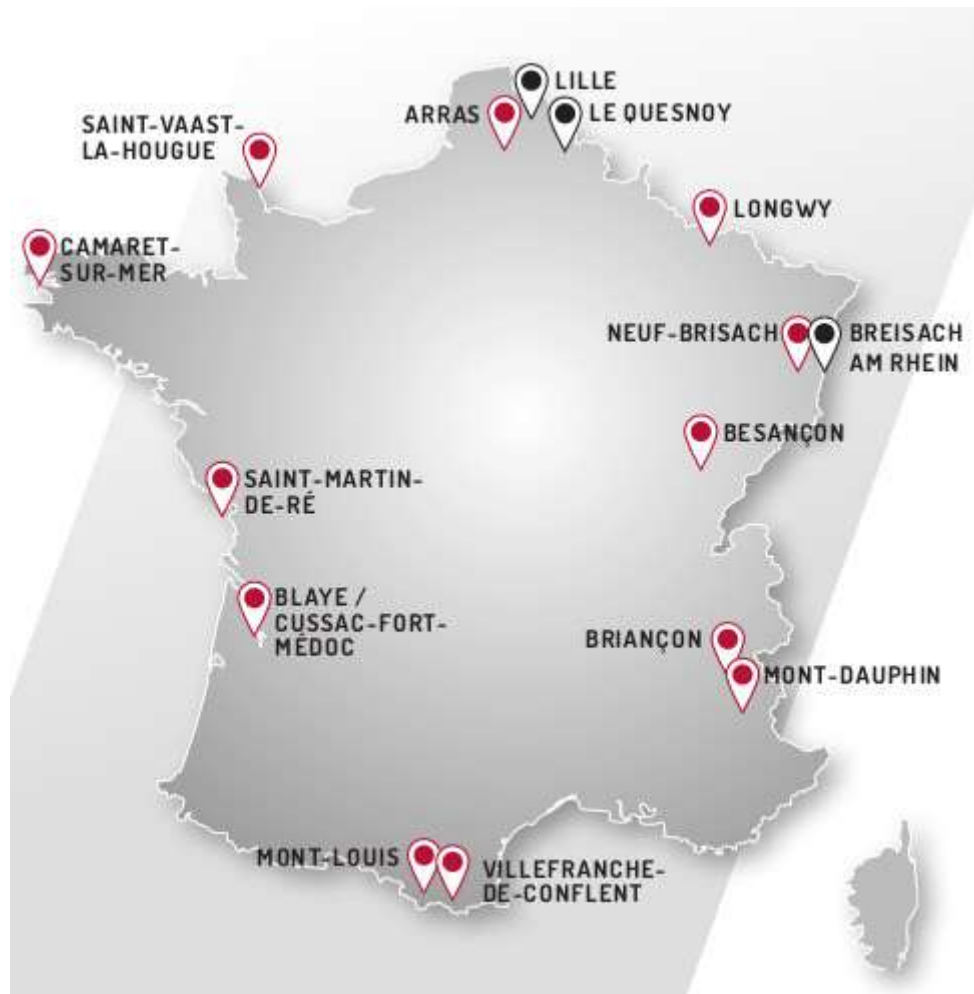 LILLE
ARRAS
LE QUESNOY
SAINT-VAAST-
LA-HOUGUE
LONGWY
CAMARET-
SUR-MER
NEUF-BRISACH
BREISACH
AM RHEIN
BESANÇON
SAINT-MARTIN-
DE-RÉ
BLAYE /
CUSSAC-FORT-
MÉDOC
BRIANÇON
MONT-DAUPHIN
MONT-LOUIS
VILLEFRANCHE-
DE-CONFLENT